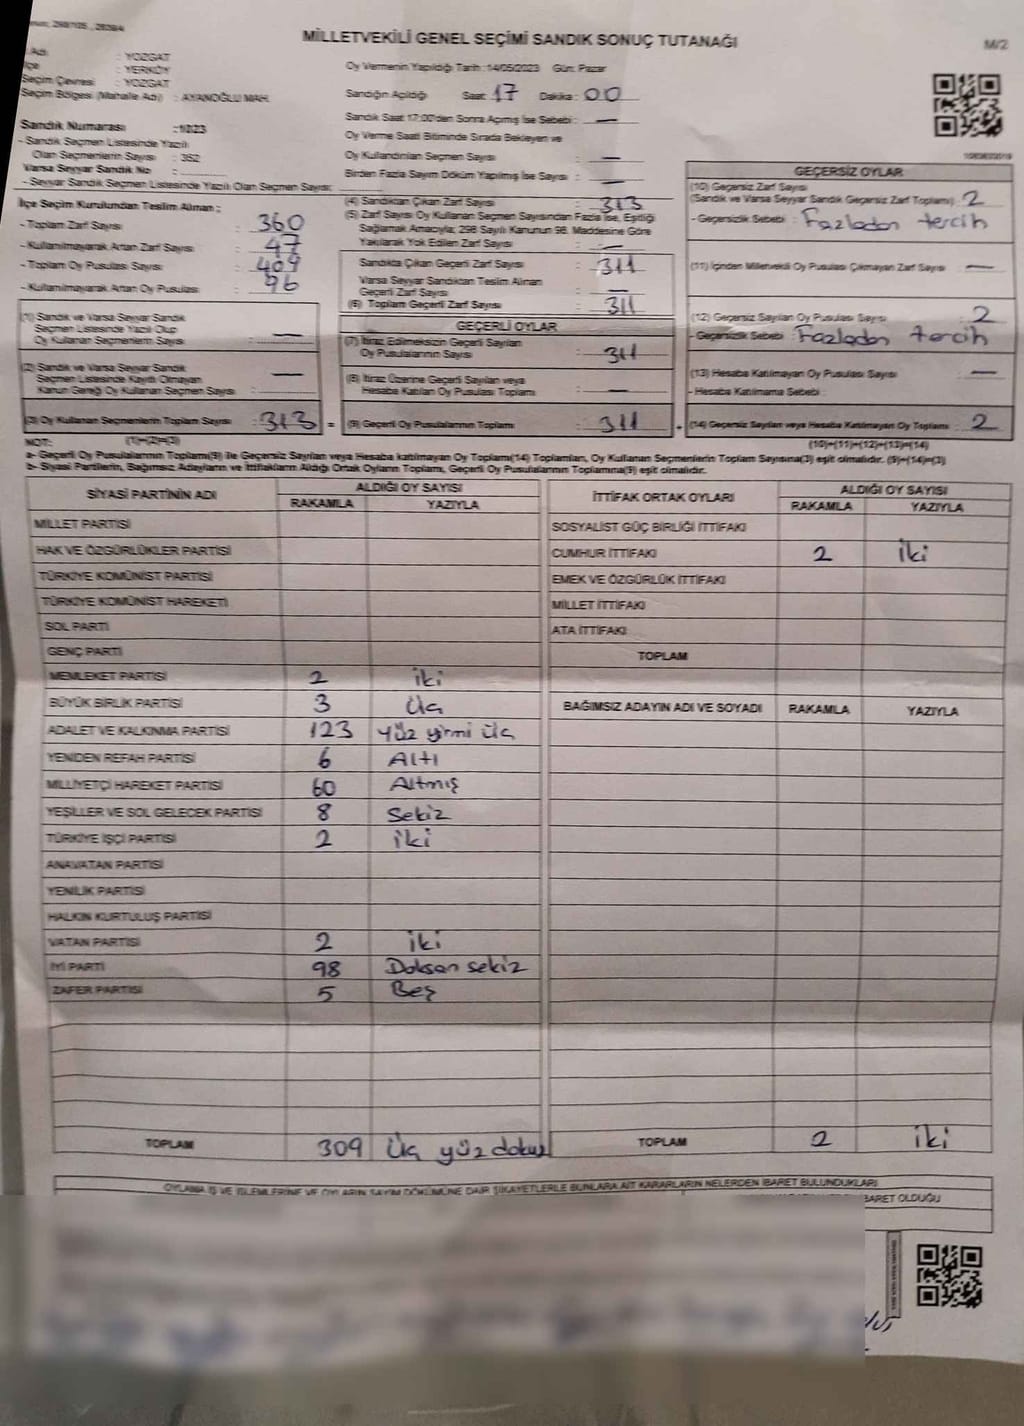 MİLLETVEKİLİ GENEL SEÇİMİ SANDIK SONUÇ TUTANAĞI
M/2
: YOZGAT
: YERKÖY
Seçim Çevresi : YOZGAT
Seçim Bölgesi (Mahalle Adı) : AYANOĞLU MAH.
Sandık Numarası : 1023
- Sandık Seçmen Listesinde Yazılı
Olan Seçmenlerin Sayısı : 352
Varsa Seyyar Sandık No :
- Seyyar Sandık Seçmen Listesinde Yazılı Olan Seçmen Sayısı:
Oy Vermenin Yapıldığı Tarih : 14/05/2023 Gün: Pazar
Sandığın Açıldığı Saat: 17 Dakika: 00
Sandık Saat 17:00'den Sonra Açımış İse Sebebi : —
Oy Verme Saati Bitiminde Sırada Bekleyen ve
Oy Kullandırılan Seçmen Sayısı : —
Birden Fazla Sayım Döküm Yapılmış İse Sayısı : —
İlçe Seçim Kurulundan Teslim Alınan ;
- Toplam Zarf Sayısı : 360
- Kullanılmayarak Artan Zarf Sayısı : 47
- Toplam Oy Pusulası Sayısı : 409
- Kullanılmayarak Artan Oy Pusulası : 96
(4) Sandıktan Çıkan Zarf Sayısı : 313
(5) Zarf Sayısı Oy Kullanan Seçmen Sayısından Fazla ise, Eşitliği
Sağlamak Amacıyla; 298 Sayılı Kanunun 98. Maddesine Göre
Yakılarak Yok Edilen Zarf Sayısı : —
Sandıkta Çıkan Geçerli Zarf Sayısı : 311
Varsa Seyyar Sandıktan Teslim Alınan
Geçerli Zarf Sayısı : —
(6) Toplam Geçerli Zarf Sayısı : 311
GEÇERSİZ OYLAR
(10) Geçersiz Zarf Sayısı
(Sandık ve Varsa Seyyar Sandık Geçersiz Zarf Toplamı) : 2
- Geçersizlik Sebebi : Fazladan tercih
(11) İçinden Milletvekili Oy Pusulası Çıkmayan Zarf Sayısı : —
(12) Geçersiz Sayılan Oy Pusulası Sayısı : 2
- Geçersizlik Sebebi : Fazladan tercih
(13) Hesaba Katılmayan Oy Pusulası Sayısı : —
- Hesaba Katılmama Sebebi :
(14) Geçersiz Sayılan veya Hesaba Katılmayan Oy Toplamı : 2
(1) Sandık ve Varsa Seyyar Sandık
Seçmen Listesinde Yazılı Olup
Oy Kullanan Seçmenlerin Sayısı : —
(2) Sandık ve Varsa Seyyar Sandık
Seçmen Listesinde Kayıtlı Olmayan
Kanun Gereği Oy Kullanan Seçmen Sayısı : —
(3) Oy Kullanan Seçmenlerin Toplam Sayısı : 313 =
GEÇERLİ OYLAR
(7) İtiraz Edilmeksizin Geçerli Sayılan
Oy Pusulalarının Sayısı : 311
(8) İtiraz Üzerine Geçerli Sayılan veya
Hesaba Katılan Oy Pusulası Toplamı : —
(9) Geçerli Oy Pusulalarının Toplamı : 311 +
NOT: (1)+(2)=(3) (10)+(11)+(12)+(13)=(14)
a- Geçerli Oy Pusulalarının Toplamı(9) ile Geçersiz Sayılan veya Hesaba katılmayan Oy Toplamı(14) Toplamları, Oy Kullanan Seçmenlerin Toplam Sayısına(3) eşit olmalıdır. (9)+(14)=(3)
b- Siyasi Partilerin, Bağımsız Adayların ve İttifakların Aldığı Ortak Oyların Toplamı, Geçerli Oy Pusulalarının Toplamına(9) eşit olmalıdır.
SİYASİ PARTİNİN ADI ALDIĞI OY SAYISI
RAKAMLA YAZIYLA
MİLLET PARTİSİ
HAK VE ÖZGÜRLÜKLER PARTİSİ
TÜRKİYE KOMÜNİST PARTİSİ
TÜRKİYE KOMÜNİST HAREKETİ
SOL PARTİ
GENÇ PARTİ
MEMLEKET PARTİSİ 2 iki
BÜYÜK BİRLİK PARTİSİ 3 Üç
ADALET VE KALKINMA PARTİSİ 123 Yüz yirmi üç
YENİDEN REFAH PARTİSİ 6 Altı
MİLLİYETÇİ HAREKET PARTİSİ 60 Altmış
YEŞİLLER VE SOL GELECEK PARTİSİ 8 Sekiz
TÜRKİYE İŞÇİ PARTİSİ 2 iki
ANAVATAN PARTİSİ
YENİLİK PARTİSİ
HALKIN KURTULUŞ PARTİSİ
VATAN PARTİSİ 2 iki
İYİ PARTİ 98 Doksan sekiz
ZAFER PARTİSİ 5 Beş
TOPLAM 309 Üç yüz dokuz
İTTİFAK ORTAK OYLARI ALDIĞI OY SAYISI
RAKAMLA YAZIYLA
SOSYALİST GÜÇ BİRLİĞİ İTTİFAKI
CUMHUR İTTİFAKI 2 iki
EMEK VE ÖZGÜRLÜK İTTİFAKI
MİLLET İTTİFAKI
ATA İTTİFAKI
TOPLAM
BAĞIMSIZ ADAYIN ADI VE SOYADI RAKAMLA YAZIYLA
TOPLAM 2 iki
OYLAMA İŞ VE İŞLEMLERİNE VE OYLARIN SAYIM DÖKÜMÜNE DAİR ŞİKAYETLERLE BUNLARA AİT KARARLARIN NELERDEN İBARET BULUNDUKLARI
BARET OLDUĞU